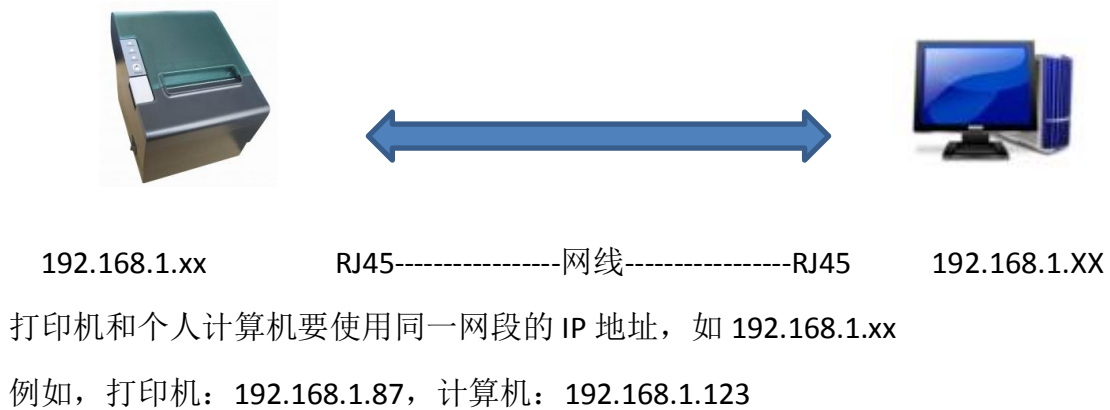 192.168.1.xx RJ45-----------------网线-----------------RJ45 192.168.1.XX
打印机和个人计算机要使用同一网段的 IP 地址，如 192.168.1.xx
例如，打印机：192.168.1.87，计算机：192.168.1.123